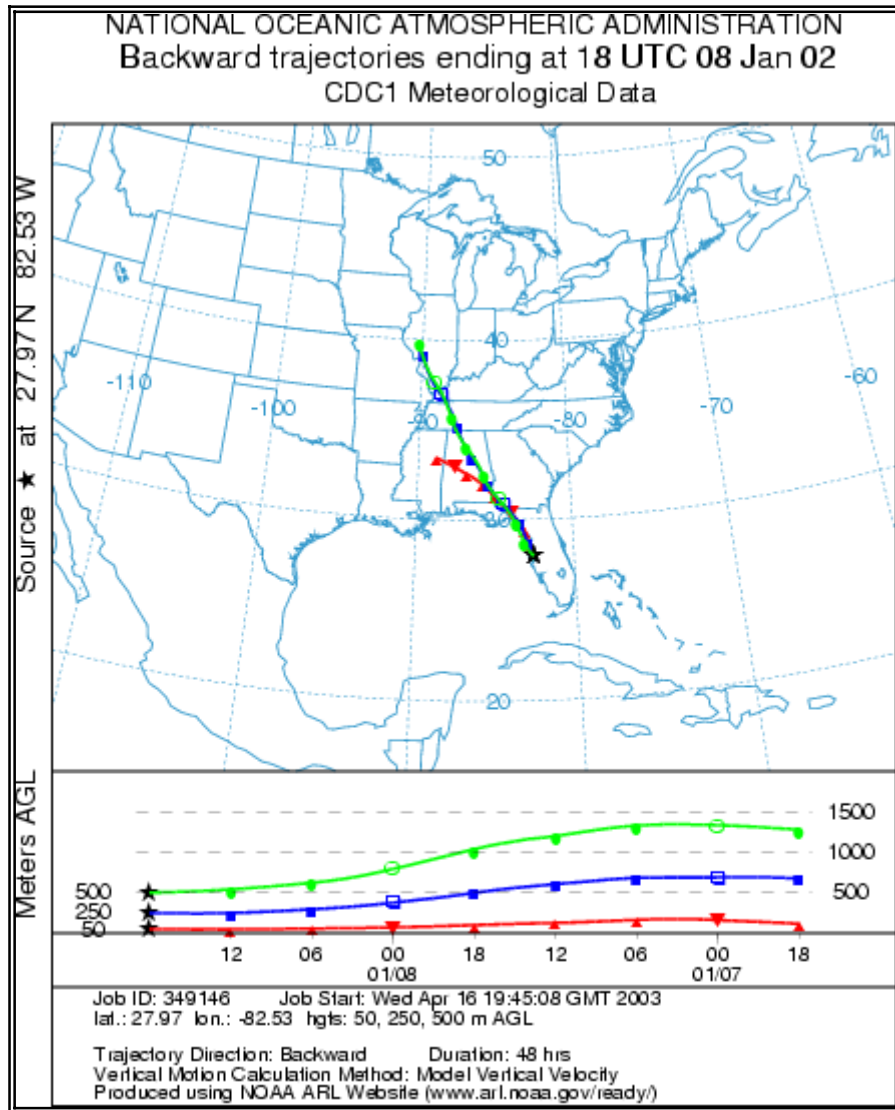 NATIONAL OCEANIC ATMOSPHERIC ADMINISTRATION
Backward trajectories ending at 18 UTC 08 Jan 02
CDC1 Meteorological Data
Source ★ at 27.97 N 82.53 W
50
40
-110
-60
-100
-90
-80
-70
30
20
Meters AGL
1500
1000
500
500
250
50
12 06 00 18 12 06 00 18
01/08 01/07
Job ID: 349146 Job Start: Wed Apr 16 19:45:08 GMT 2003
lat.: 27.97 lon.: -82.53 hgts: 50, 250, 500 m AGL
Trajectory Direction: Backward Duration: 48 hrs
Vertical Motion Calculation Method: Model Vertical Velocity
Produced using NOAA ARL Website (www.arl.noaa.gov/ready/)